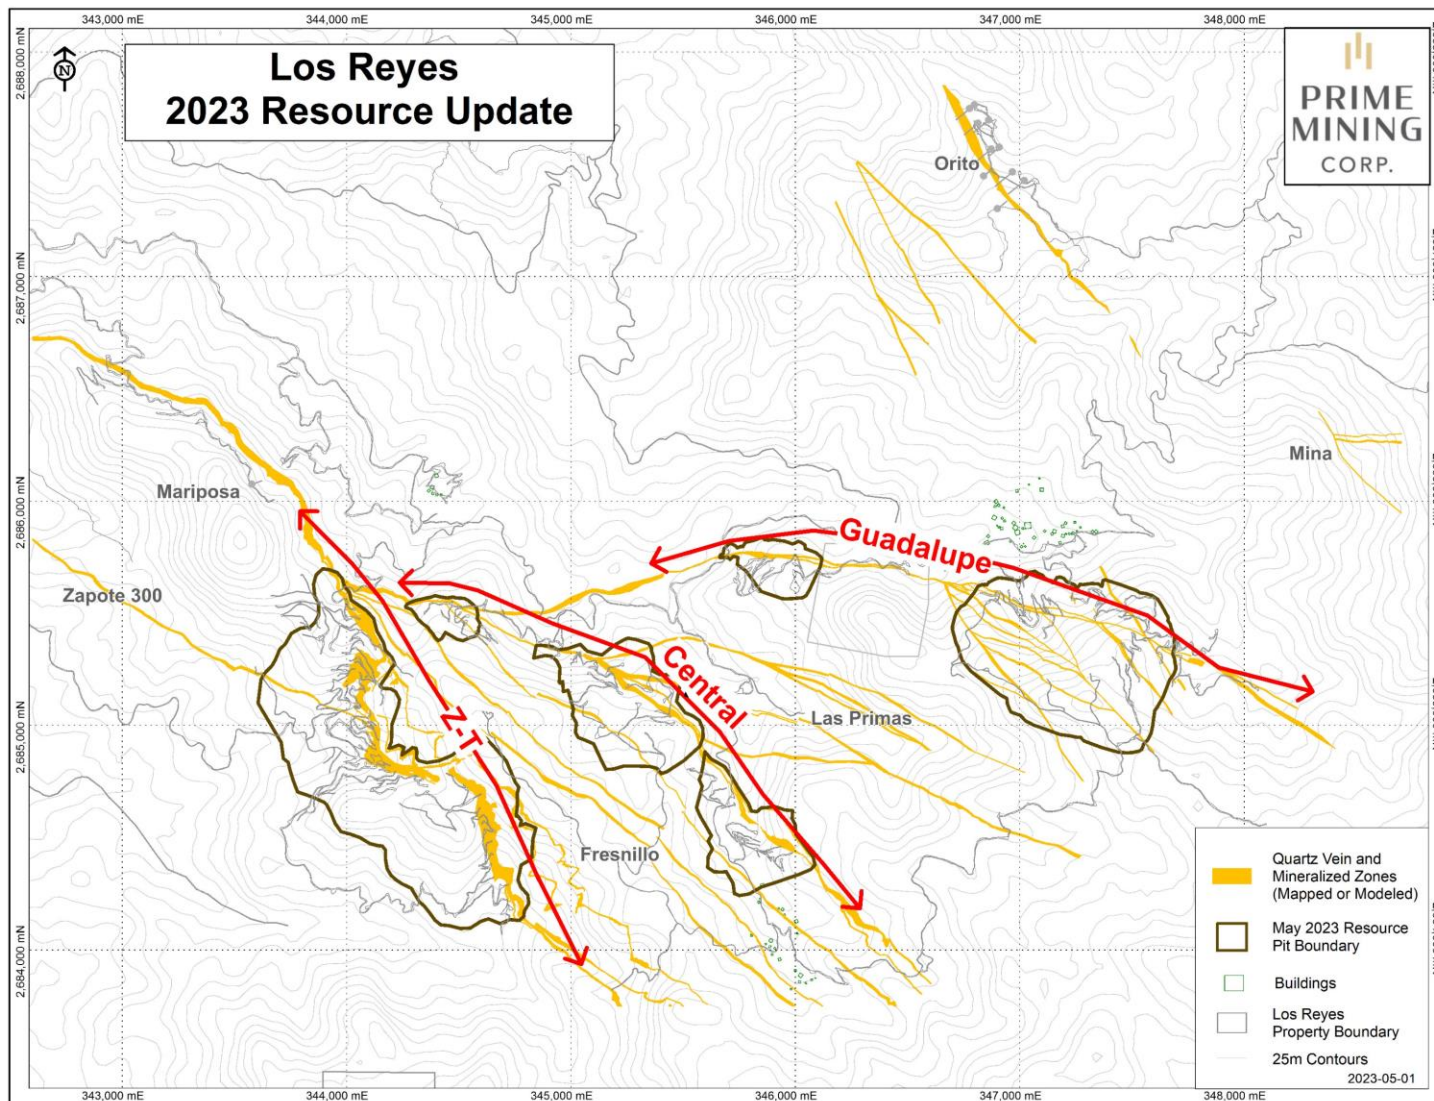 343,000 mE
344,000 mE
345,000 mE
346,000 mE
347,000 mE
348,000 mE
2,688,000 mN
2,687,000 mN
2,686,000 mN
2,685,000 mN
2,684,000 mN
N
Los Reyes
2023 Resource Update
PRIME
MINING
CORP.
Orito
Mina
Mariposa
Guadalupe
Zapote 300
Central
Z-T
Las Primas
Fresnillo
Quartz Vein and
Mineralized Zones
(Mapped or Modeled)
May 2023 Resource
Pit Boundary
Buildings
Los Reyes
Property Boundary
25m Contours
2023-05-01
343,000 mE
344,000 mE
345,000 mE
346,000 mE
347,000 mE
348,000 mE